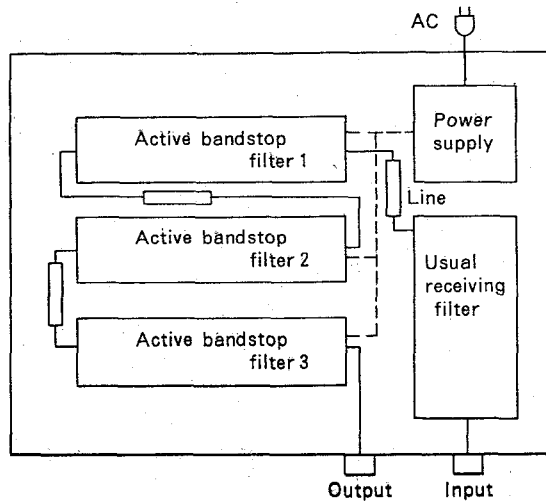 AC
Active bandstop
filter 1
Power
supply
Line
Active bandstop
filter 2
Usual
receiving
filter
Active bandstop
filter 3
Output
Input